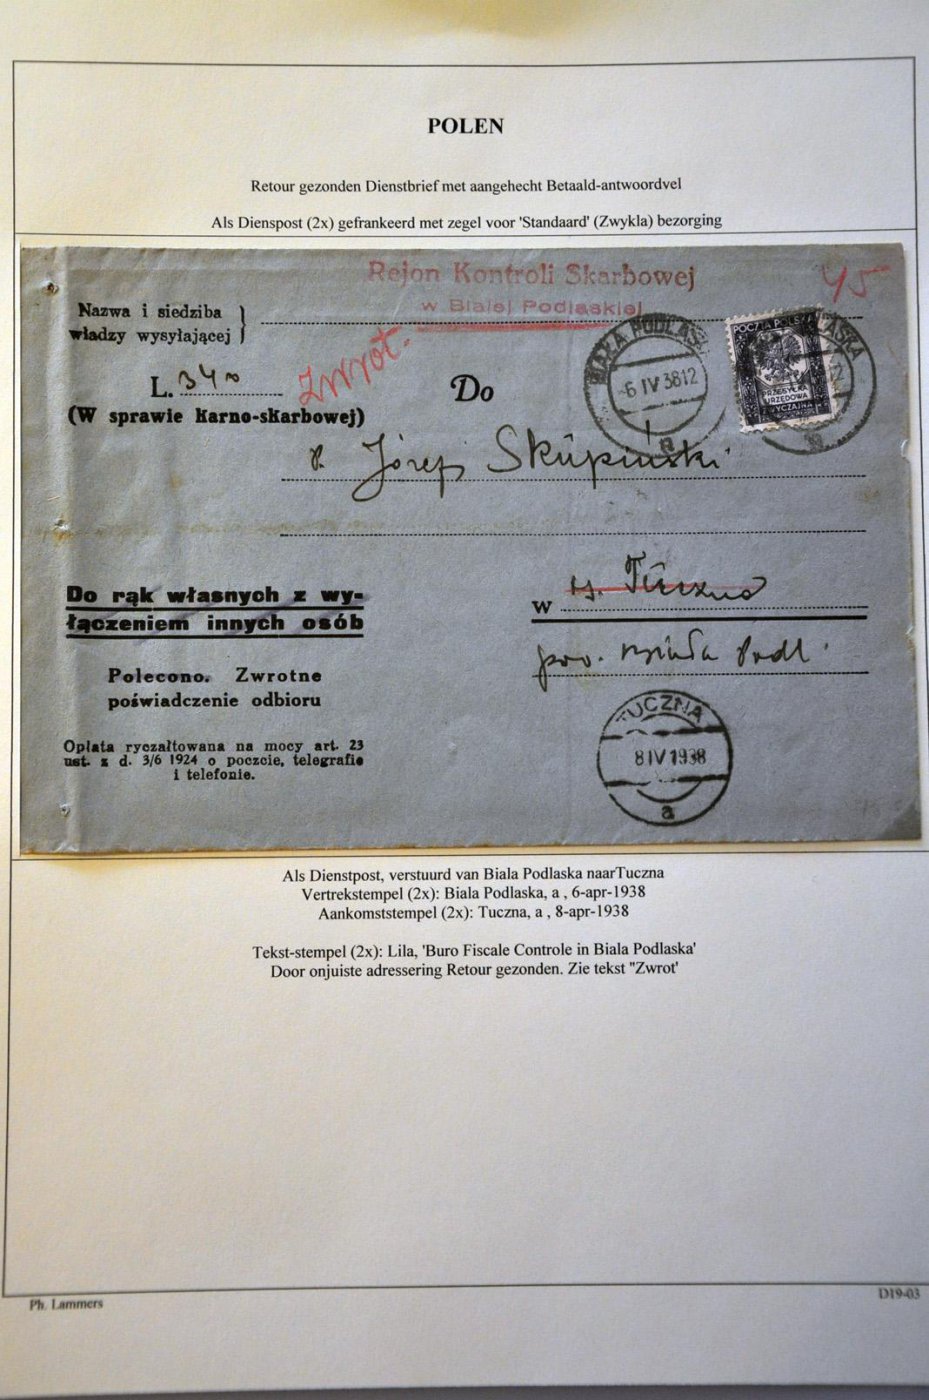 POLEN
Retour gezonden Dienstbrief met aangehecht Betaald-antwoordvel
Als Dienspost (2x) gefrankeerd met zegel voor 'Standaard' (Zwykla) bezorging
Rejon Kontroli Skarbowej
w Białej Podlaskiej
45
Nazwa i siedziba
władzy wysyłającej
Zwrot.
L. 340
(W sprawie Karno-skarbowej)
Do
BIAŁA PODLASKA
6 IV 38 12
a
POCZTA POLSKA
PRZESYŁKA
URZĘDOWA
ZWYCZAJNA
LASKA
12
p. Józef Skupiński
Do rąk własnych z wy-
łączeniem innych osób
w Tuczna
pow. Biała Podl.
Polecono. Zwrotne
poświadczenie odbioru
Opłata ryczałtowana na mocy art. 23
ust. z d. 3/6 1924 o poczcie, telegrafie
i telefonie.
TUCZNA
8 IV 1938
a
Als Dienstpost, verstuurd van Biala Podlaska naarTuczna
Vertrekstempel (2x): Biala Podlaska, a , 6-apr-1938
Aankomststempel (2x): Tuczna, a , 8-apr-1938
Tekst-stempel (2x): Lila, 'Buro Fiscale Controle in Biala Podlaska'
Door onjuiste adressering Retour gezonden. Zie tekst "Zwrot'
Ph. Lammers
D19-03